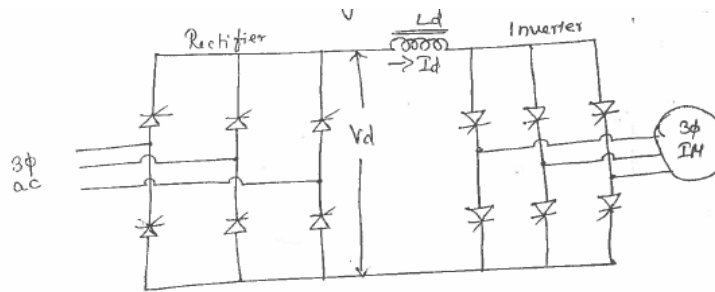 V
Rectifier
Ld
Inverter
→ Id
Vd
3ϕ
ac
3ϕ
IM